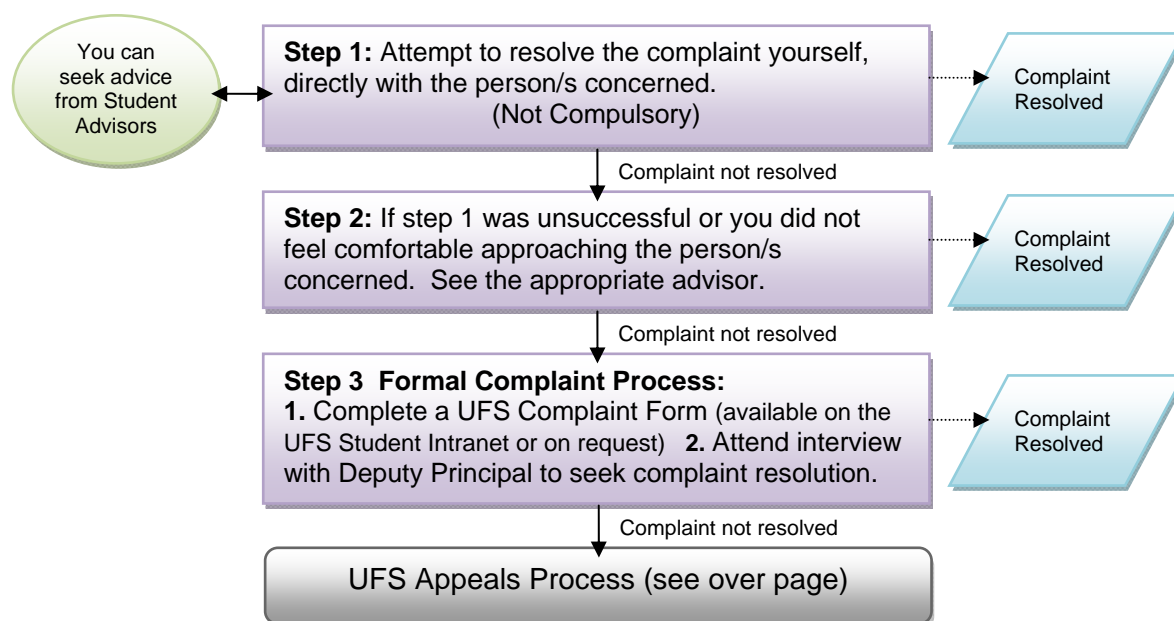 You can
seek advice
from Student
Advisors
Step 1: Attempt to resolve the complaint yourself,
directly with the person/s concerned.
(Not Compulsory)
Complaint
Resolved
Complaint not resolved
Step 2: If step 1 was unsuccessful or you did not
feel comfortable approaching the person/s
concerned.  See the appropriate advisor.
Complaint
Resolved
Complaint not resolved
Step 3  Formal Complaint Process:
1. Complete a UFS Complaint Form (available on the
UFS Student Intranet or on request)   2. Attend interview
with Deputy Principal to seek complaint resolution.
Complaint
Resolved
Complaint not resolved
UFS Appeals Process (see over page)